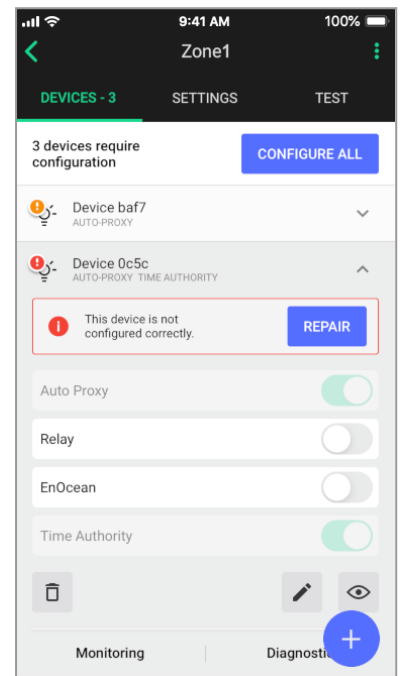 9:41 AM
100%
Zone1
DEVICES - 3
SETTINGS
TEST
3 devices require
configuration
CONFIGURE ALL
Device baf7
AUTO-PROXY
Device 0c5c
AUTO-PROXY TIME AUTHORITY
This device is not
configured correctly.
REPAIR
Auto Proxy
Relay
EnOcean
Time Authority
Monitoring